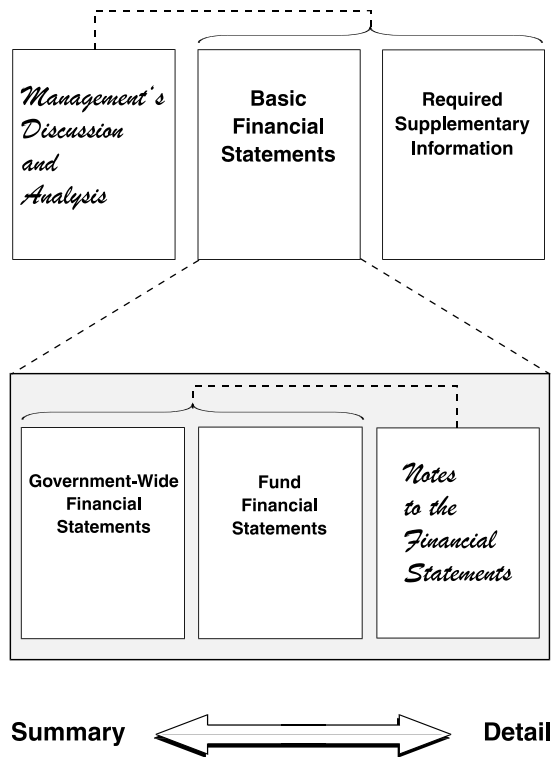 Management's
Discussion
and
Analysis
Basic
Financial
Statements
Required
Supplementary
Information
Government-Wide
Financial
Statements
Fund
Financial
Statements
Notes
to the
Financial
Statements
Summary
Detail